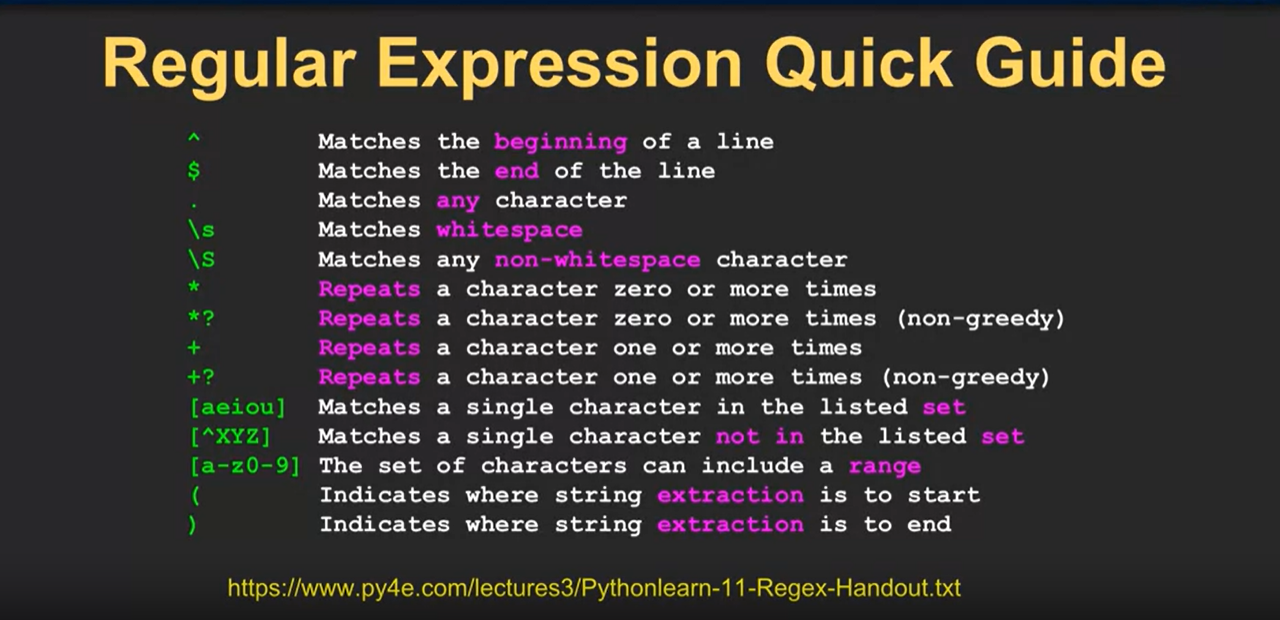 Regular Expression Quick Guide
^ Matches the beginning of a line
$ Matches the end of the line
. Matches any character
\s Matches whitespace
\S Matches any non-whitespace character
* Repeats a character zero or more times
*? Repeats a character zero or more times (non-greedy)
+ Repeats a character one or more times
+? Repeats a character one or more times (non-greedy)
[aeiou] Matches a single character in the listed set
[^XYZ] Matches a single character not in the listed set
[a-z0-9] The set of characters can include a range
( Indicates where string extraction is to start
) Indicates where string extraction is to end
https://www.py4e.com/lectures3/Pythonlearn-11-Regex-Handout.txt